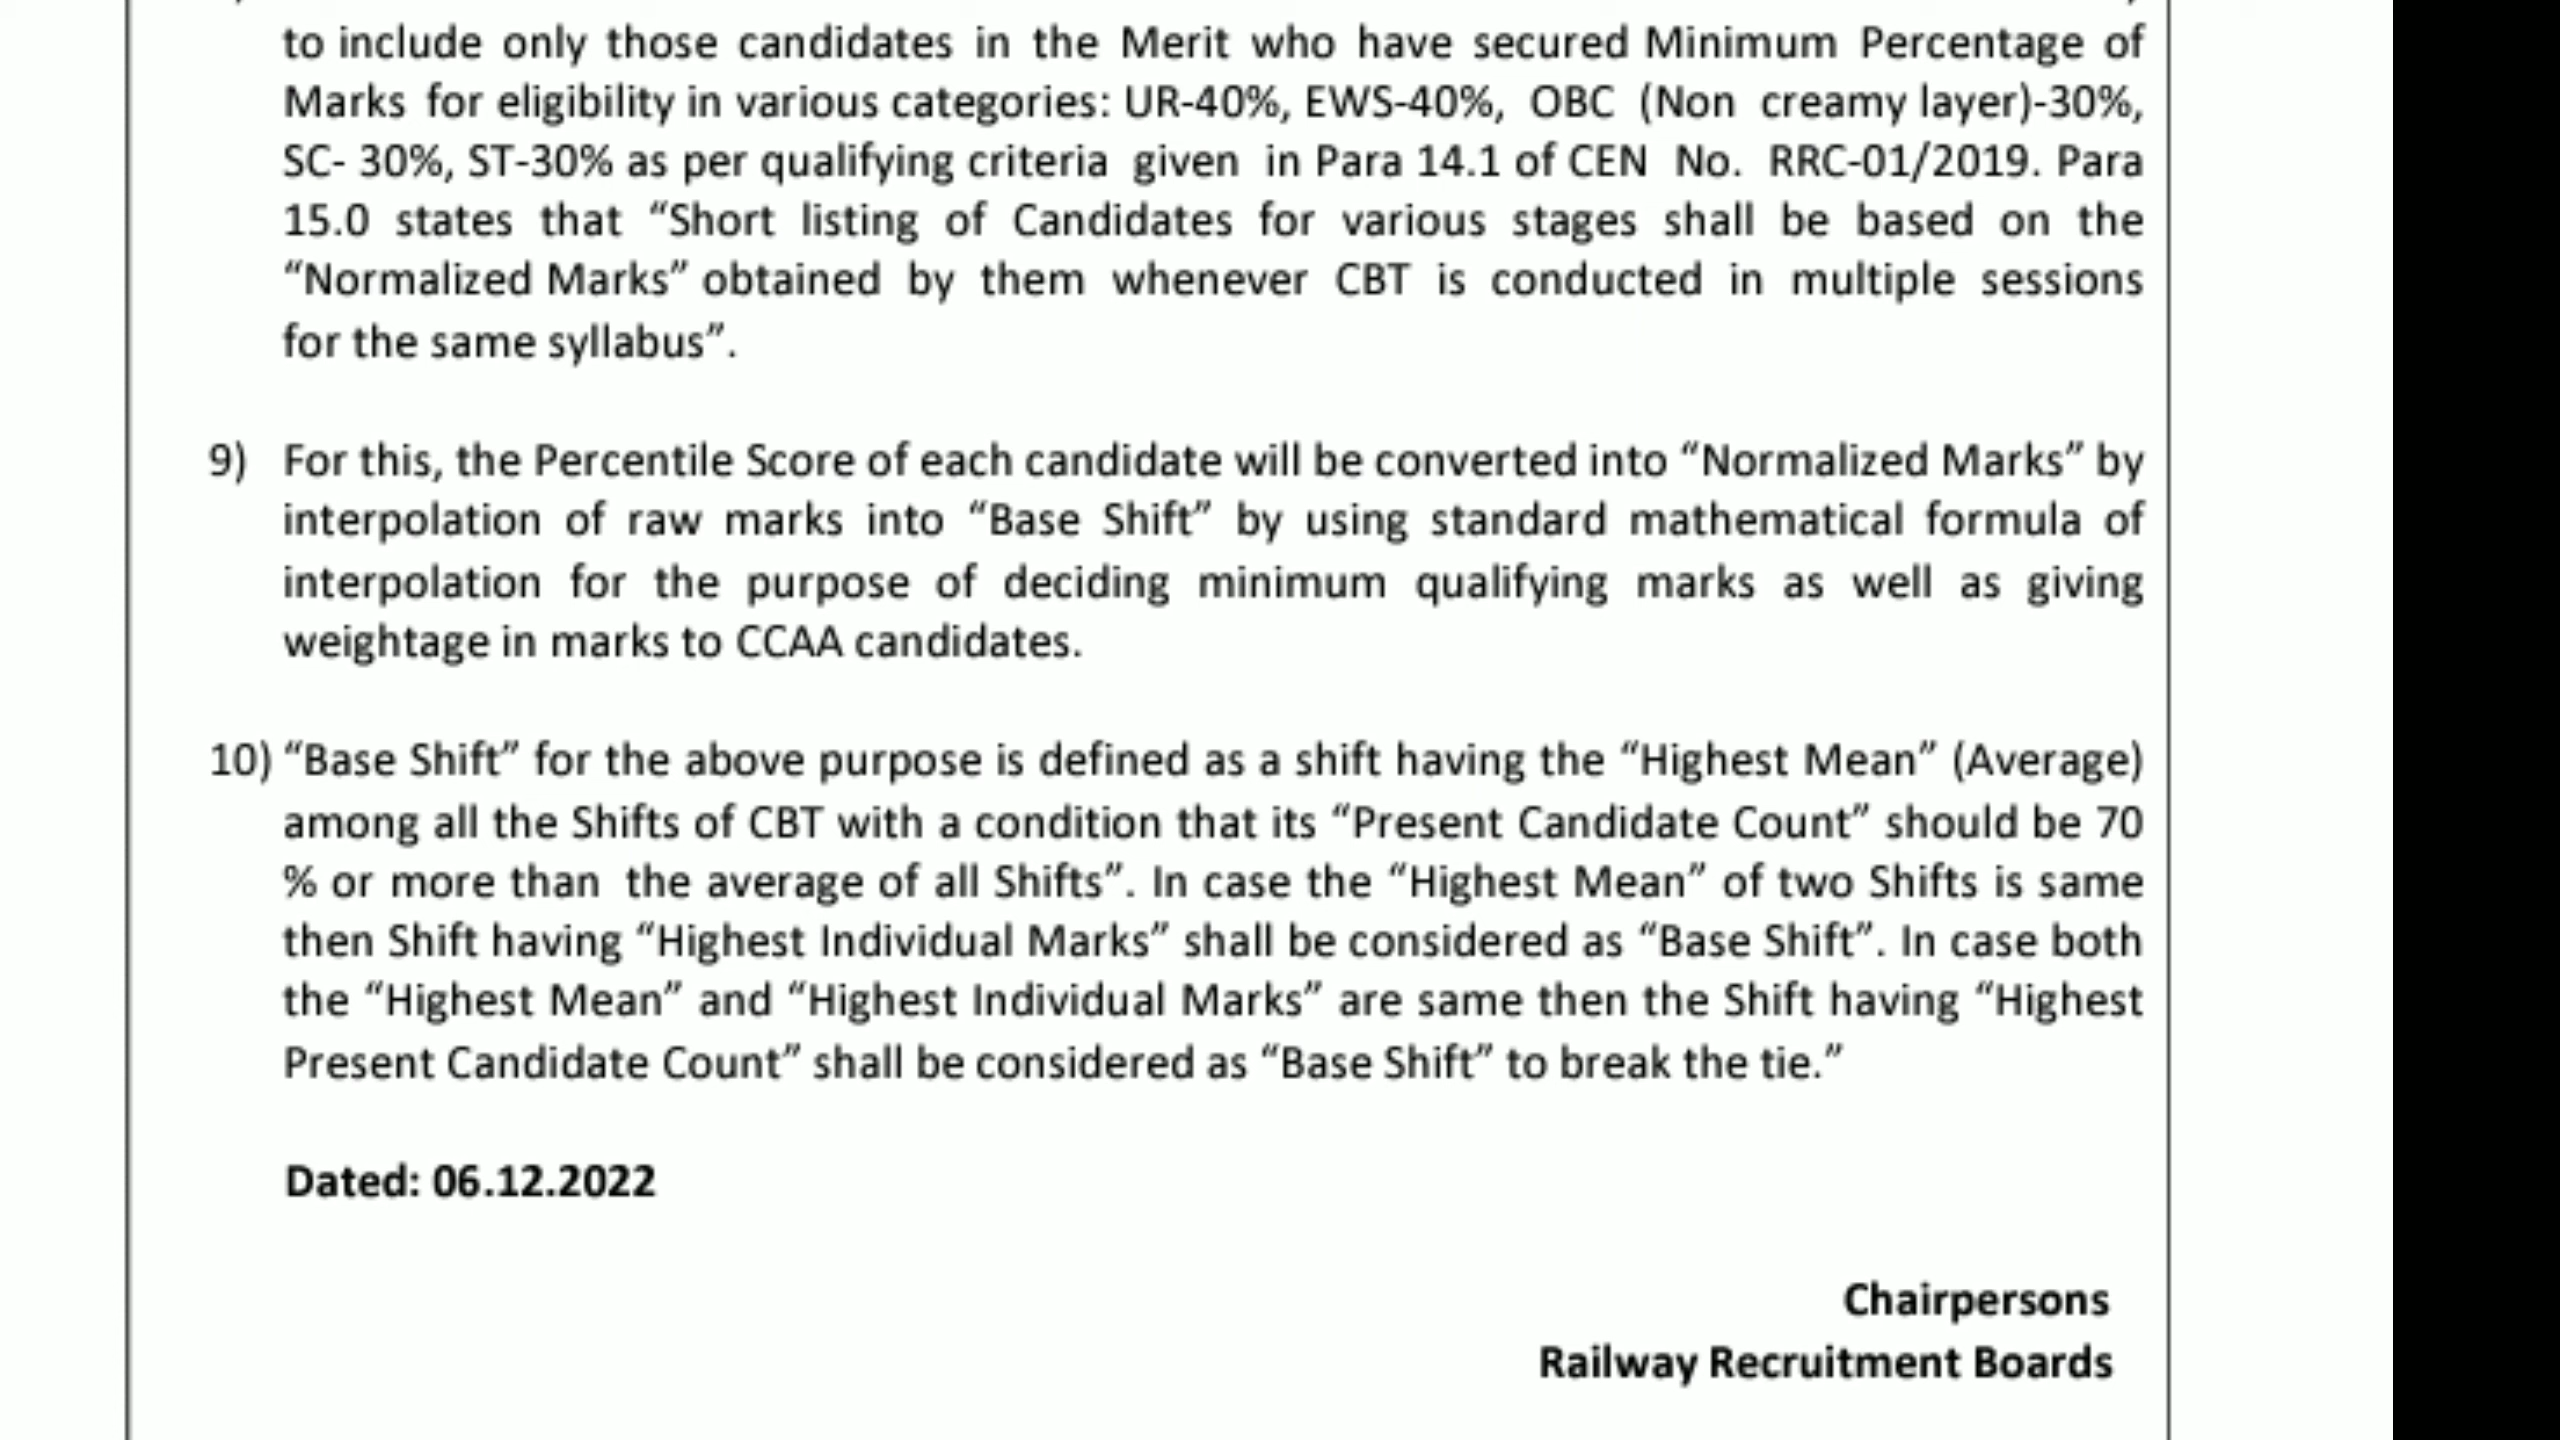 to include only those candidates in the Merit who have secured Minimum Percentage of
Marks for eligibility in various categories: UR-40%, EWS-40%, OBC (Non creamy layer)-30%,
SC- 30%, ST-30% as per qualifying criteria given in Para 14.1 of CEN No. RRC-01/2019. Para
15.0 states that “Short listing of Candidates for various stages shall be based on the
“Normalized Marks” obtained by them whenever CBT is conducted in multiple sessions
for the same syllabus”.
9) For this, the Percentile Score of each candidate will be converted into “Normalized Marks” by
interpolation of raw marks into “Base Shift” by using standard mathematical formula of
interpolation for the purpose of deciding minimum qualifying marks as well as giving
weightage in marks to CCAA candidates.
10) “Base Shift” for the above purpose is defined as a shift having the “Highest Mean” (Average)
among all the Shifts of CBT with a condition that its “Present Candidate Count” should be 70
% or more than the average of all Shifts”. In case the “Highest Mean” of two Shifts is same
then Shift having “Highest Individual Marks” shall be considered as “Base Shift”. In case both
the “Highest Mean” and “Highest Individual Marks” are same then the Shift having “Highest
Present Candidate Count” shall be considered as “Base Shift” to break the tie.”
Dated: 06.12.2022
Chairpersons
Railway Recruitment Boards